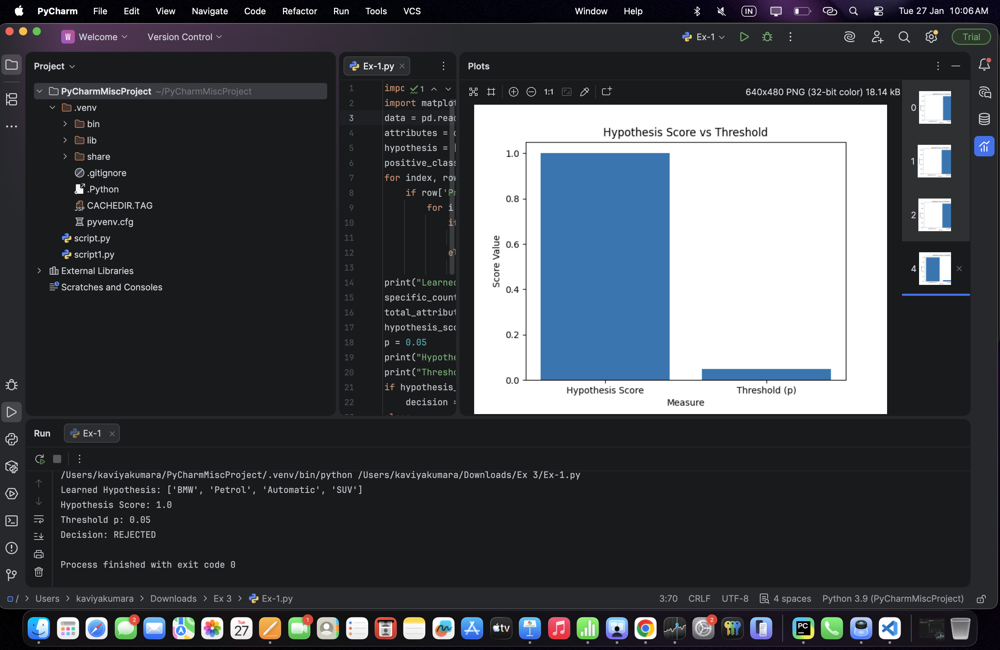 PyCharm File Edit View Navigate Code Refactor Run Tools VCS Window Help IN Tue 27 Jan 10:06 AM
W Welcome Version Control Ex-1 Trial
Project
PyCharmMiscProject ~/PyCharmMiscProject
.venv
bin
lib
share
.gitignore
.Python
JSP CACHEDIR.TAG
pyvenv.cfg
script.py
script1.py
External Libraries
Scratches and Consoles
Ex-1.py
1 impo 1
2 import matplot
3 data = pd.read
4 attributes =
5 hypothesis = [
6 positive_class
7 for index, row
8 if row['Pr
9 for i
10 if
11
12 el
13
14 print("Learned
15 specific_count
16 total_attribut
17 hypothesis_sco
18 p = 0.05
19 print("Hypothe
20 print("Thresho
21 if hypothesis_
22 decision =
Plots
1:1 640x480 PNG (32-bit color) 18.14 kB
Hypothesis Score vs Threshold
1.0
0.8
0.6
0.4
0.2
0.0
Score Value
Hypothesis Score Threshold (p)
Measure
0
1
2
4
Run Ex-1
/Users/kaviyakumara/PyCharmMiscProject/.venv/bin/python /Users/kaviyakumara/Downloads/Ex 3/Ex-1.py
Learned Hypothesis: ['BMW', 'Petrol', 'Automatic', 'SUV']
Hypothesis Score: 1.0
Threshold p: 0.05
Decision: REJECTED
Process finished with exit code 0
/ > Users > kaviyakumara > Downloads > Ex 3 > Ex-1.py 3:70 CRLF UTF-8 4 spaces Python 3.9 (PyCharmMiscProject)
2 Tue 27 1 tv 2 PC